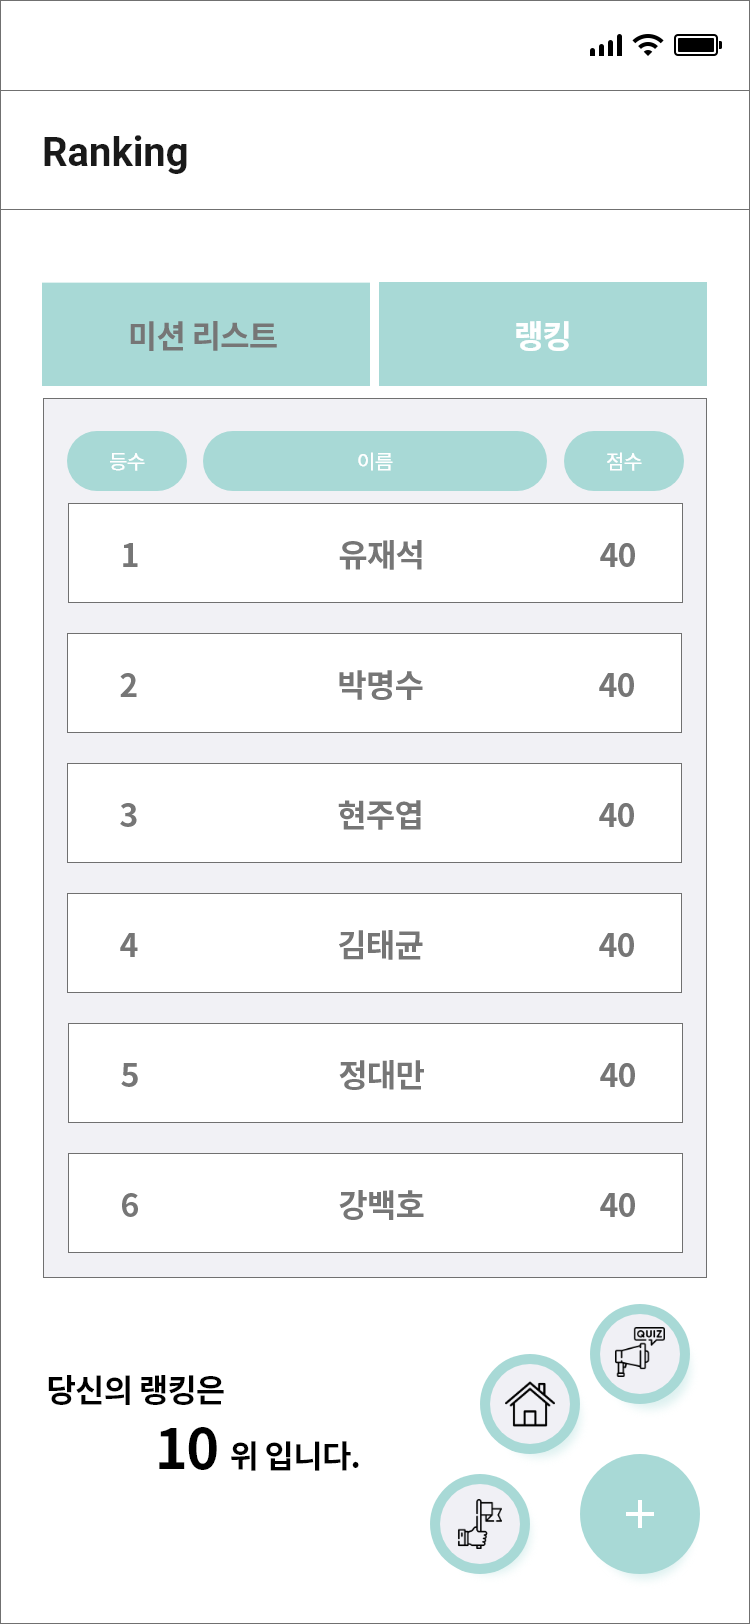 Ranking
미션 리스트 랭킹
등수 이름 점수
1 유재석 40
2 박명수 40
3 현주엽 40
4 김태균 40
5 정대만 40
6 강백호 40
QUIZ
당신의 랭킹은
10 위 입니다.